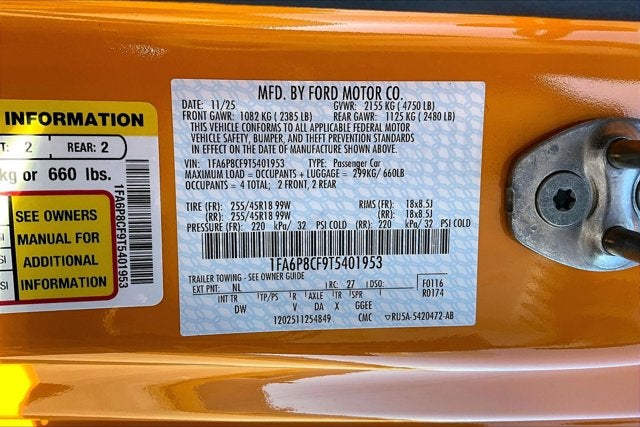 INFORMATION
T: 2 REAR: 2
kg or 660 lbs.
SEE OWNERS
MANUAL FOR
ADDITIONAL
INFORMATION
1FA6P8CF9T5401953
MFD. BY FORD MOTOR CO.
DATE: 11/25 GVWR: 2155 KG ( 4750 LB)
FRONT GAWR: 1082 KG ( 2385 LB) REAR GAWR: 1125 KG ( 2480 LB)
THIS VEHICLE CONFORMS TO ALL APPLICABLE FEDERAL MOTOR
VEHICLE SAFETY, BUMPER, AND THEFT PREVENTION STANDARDS
IN EFFECT ON THE DATE OF MANUFACTURE SHOWN ABOVE.
VIN: 1FA6P8CF9T5401953 TYPE: Passenger Car
MAXIMUM LOAD = OCCUPANTS + LUGGAGE = 299KG/ 660LB
OCCUPANTS = 4 TOTAL: 2 FRONT, 2 REAR
TIRE (FR): 255/45R18 99W RIMS (FR): 18x8.5J
(RR): 255/45R18 99W (RR): 18x8.5J
PRESSURE (FR): 220 kPa/ 32 PSI COLD (RR): 220 kPa/ 32 PSI COLD
1FA6P8CF9T5401953
TRAILER TOWING - SEE OWNER GUIDE
EXT PNT: NL RC: 27 DSO: F0116
INT TR TP/PS R AXLE TR SPR R0174
DW V DA X GGEE
1202511254849 CMC RU5A-5420472-AB